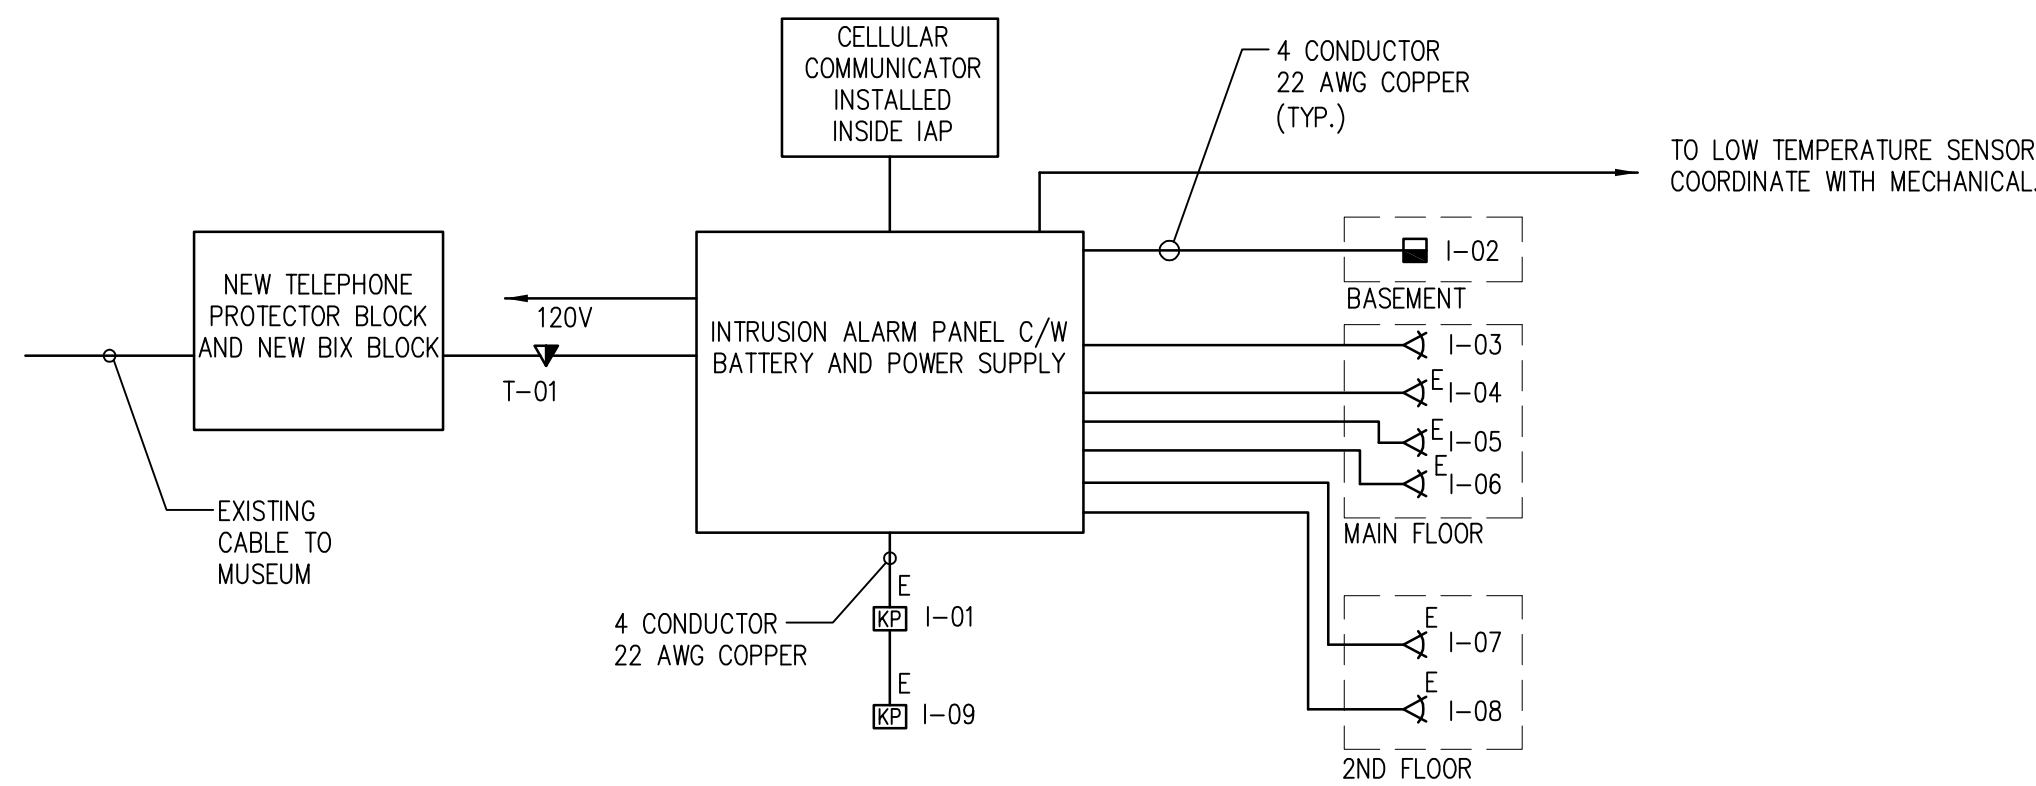 CELLULAR
COMMUNICATOR
INSTALLED
INSIDE IAP
4 CONDUCTOR
22 AWG COPPER
(TYP.)
TO LOW TEMPERATURE SENSOR
COORDINATE WITH MECHANICAL.
NEW TELEPHONE
PROTECTOR BLOCK
AND NEW BIX BLOCK
120V
T-01
INTRUSION ALARM PANEL C/W
BATTERY AND POWER SUPPLY
I-02
BASEMENT
I-03
E I-04
E I-05
E I-06
MAIN FLOOR
EXISTING
CABLE TO
MUSEUM
4 CONDUCTOR
22 AWG COPPER
E
KP I-01
E
KP I-09
E
I-07
E
I-08
2ND FLOOR